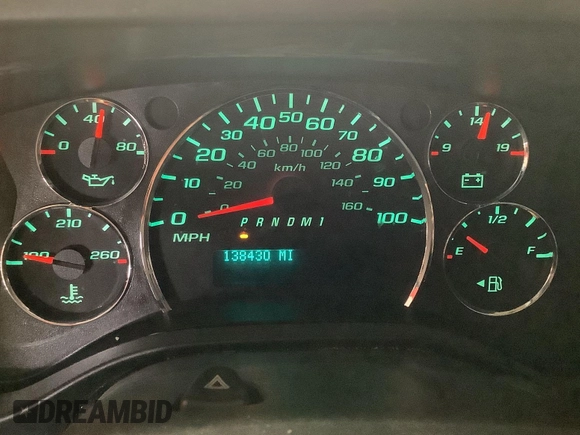 0 40 80
100 210 260
0 10 20 30 40 50 60 70 80 90 100
0 20 40 60 80 100 120 140 160
km/h
MPH
P R N D M 1
138430 MI
9 14 19
E 1/2 F
DREAMBID